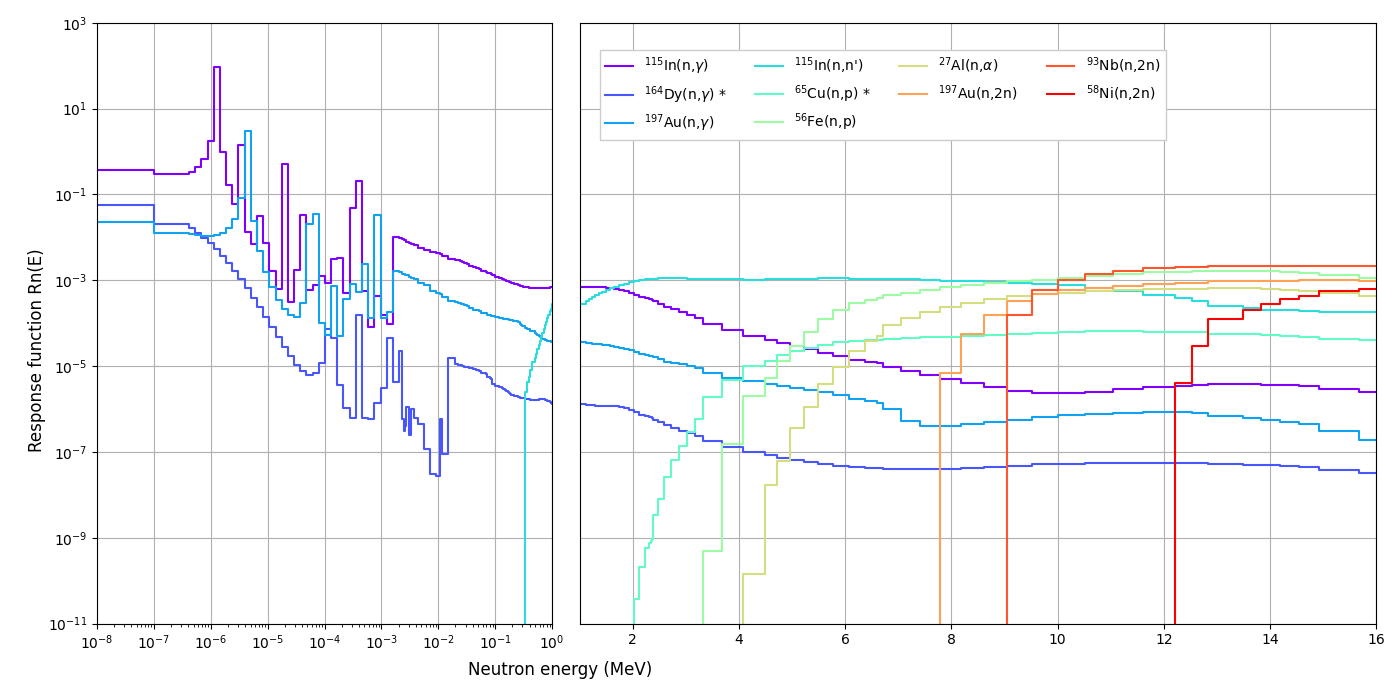 Response function Rn(E)
10³
10¹
10⁻¹
10⁻³
10⁻⁵
10⁻⁷
10⁻⁹
10⁻¹¹
¹¹⁵In(n,γ) ¹¹⁵In(n,n') ²⁷Al(n,α) ⁹³Nb(n,2n)
¹⁶⁴Dy(n,γ) * ⁶⁵Cu(n,p) * ¹⁹⁷Au(n,2n) ⁵⁸Ni(n,2n)
¹⁹⁷Au(n,γ) ⁵⁶Fe(n,p)
10⁻⁸ 10⁻⁷ 10⁻⁶ 10⁻⁵ 10⁻⁴ 10⁻³ 10⁻² 10⁻¹ 10⁰ 2 4 6 8 10 12 14 16
Neutron energy (MeV)